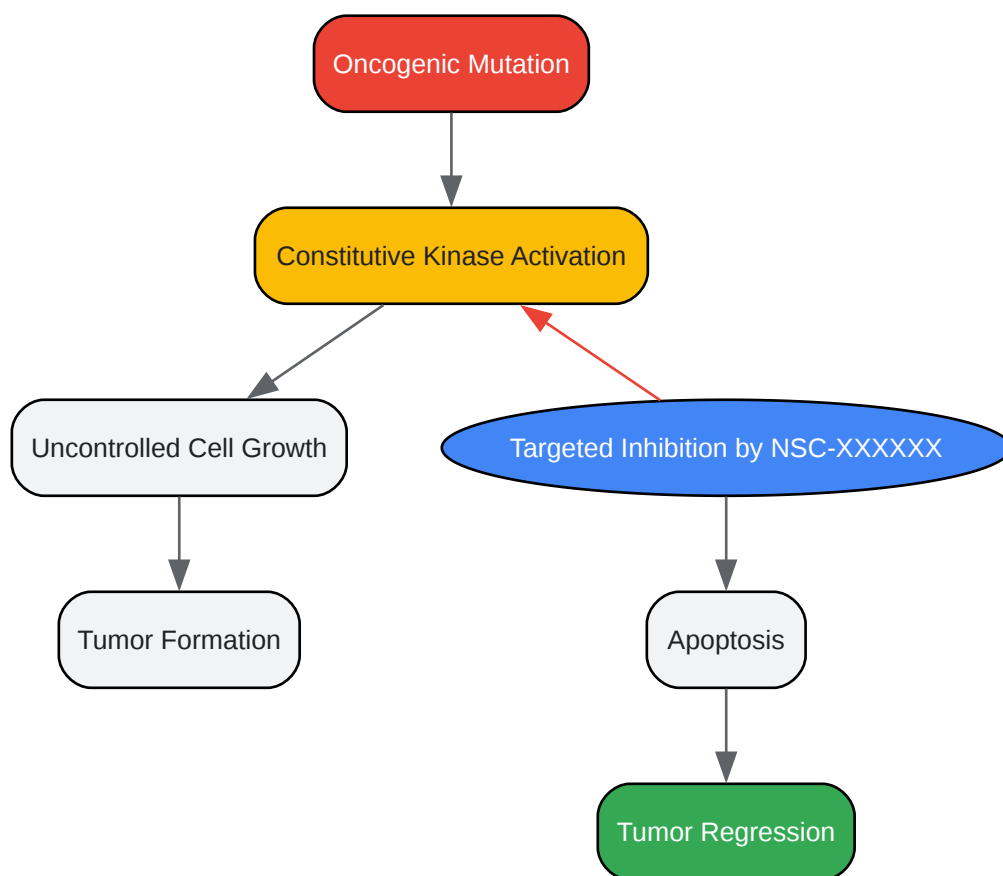 Oncogenic Mutation
Constitutive Kinase Activation
Uncontrolled Cell Growth
Targeted Inhibition by NSC-XXXXXX
Tumor Formation
Apoptosis
Tumor Regression